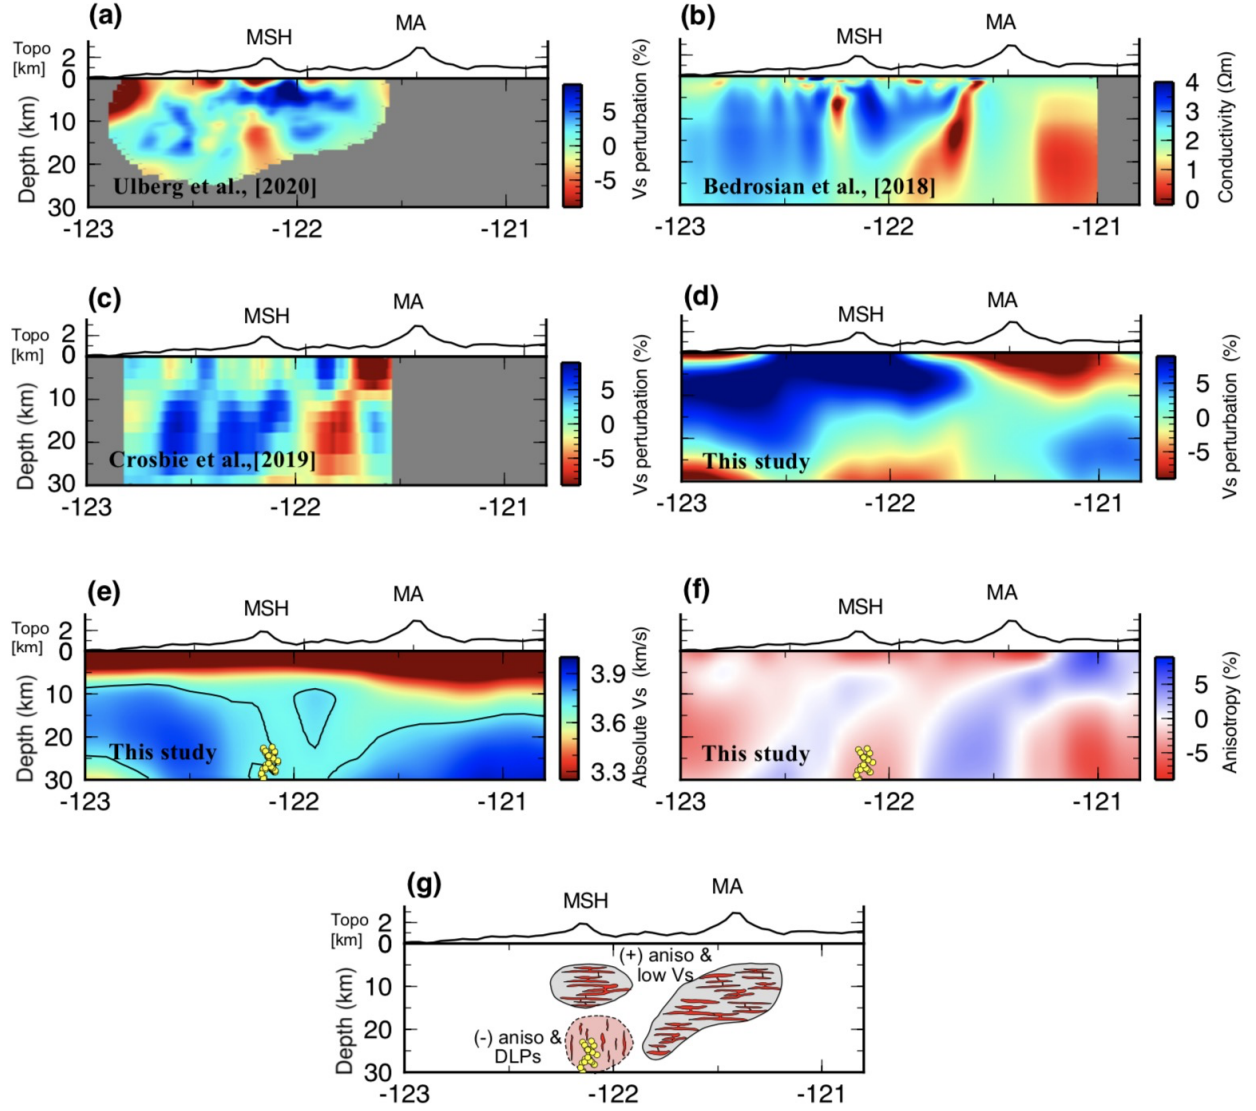 (a)
MSH
MA
Topo
[km]
2
0
10
20
30
Depth (km)
Ulberg et al., [2020]
-123
-122
-121
5
0
-5
Vs perturbation (%)
(b)
MSH
MA
Bedrosian et al., [2018]
-123
-122
-121
4
3
2
1
0
Conductivity (Ωm)
(c)
MSH
MA
Topo
[km]
2
0
10
20
30
Depth (km)
Crosbie et al.,[2019]
-123
-122
-121
5
0
-5
Vs perturbation (%)
(d)
MSH
MA
This study
-123
-122
-121
5
0
-5
Vs perturbation (%)
(e)
MSH
MA
Topo
[km]
2
0
10
20
30
Depth (km)
This study
-123
-122
-121
3.9
3.6
3.3
Absolute Vs (km/s)
(f)
MSH
MA
This study
-123
-122
-121
5
0
-5
Anisotropy (%)
(g)
MSH
MA
Topo
[km]
2
0
10
20
30
Depth (km)
(+) aniso &
low Vs
(-) aniso &
DLPs
-123
-122
-121